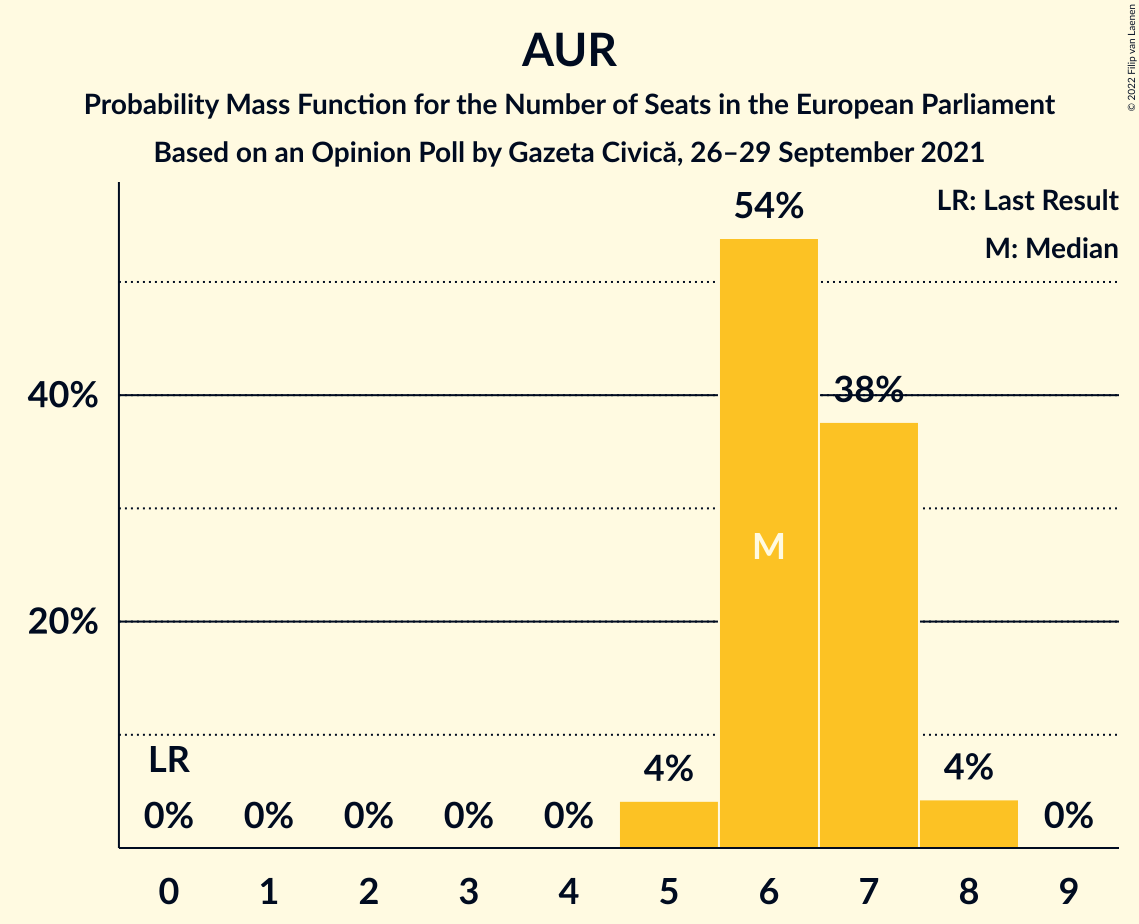 AUR
Probability Mass Function for the Number of Seats in the European Parliament
Based on an Opinion Poll by Gazeta Civică, 26–29 September 2021
© 2022 Filip van Laenen
LR: Last Result
M: Median
54%
38%
40%
M
20%
LR
4%
4%
0%
0%
0%
0%
0%
0%
0
1
2
3
4
5
6
7
8
9